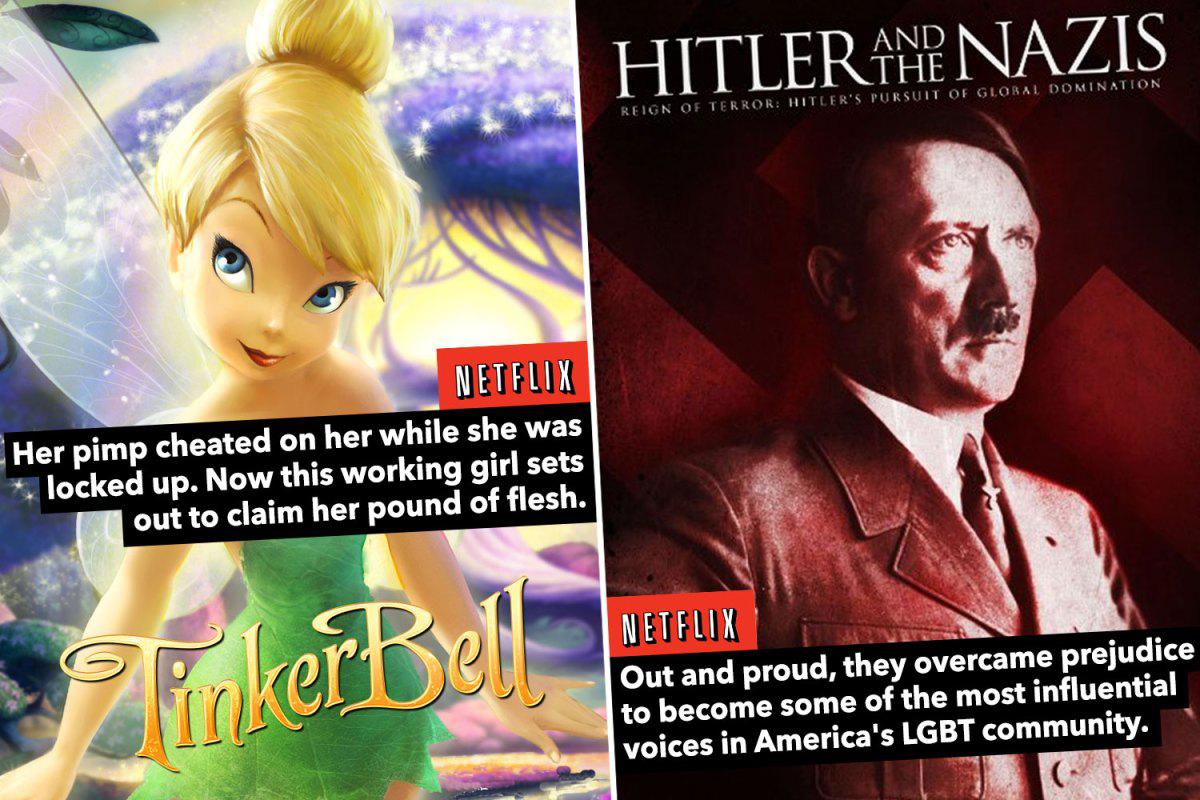 NETFLIX
Her pimp cheated on her while she was
locked up. Now this working girl sets
out to claim her pound of flesh.
TinkerBell
HITLER AND THE NAZIS
REIGN OF TERROR: HITLER'S PURSUIT OF GLOBAL DOMINATION
NETFLIX
Out and proud, they overcame prejudice
to become some of the most influential
voices in America's LGBT community.